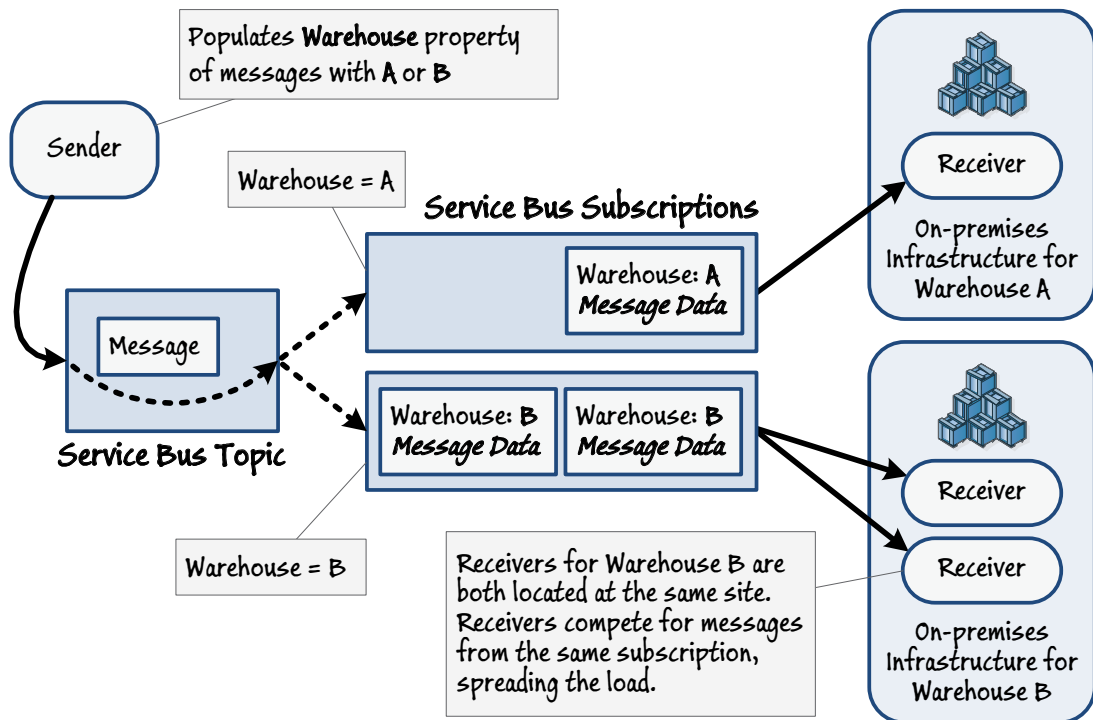 Populates Warehouse property
of messages with A or B
Sender
Warehouse = A
Service Bus Subscriptions
Warehouse: A
Message Data
Receiver
On-premises
Infrastructure for
Warehouse A
Message
Service Bus Topic
Warehouse: B
Message Data
Warehouse: B
Message Data
Warehouse = B
Receiver
Receiver
On-premises
Infrastructure for
Warehouse B
Receivers for Warehouse B are
both located at the same site.
Receivers compete for messages
from the same subscription,
spreading the load.